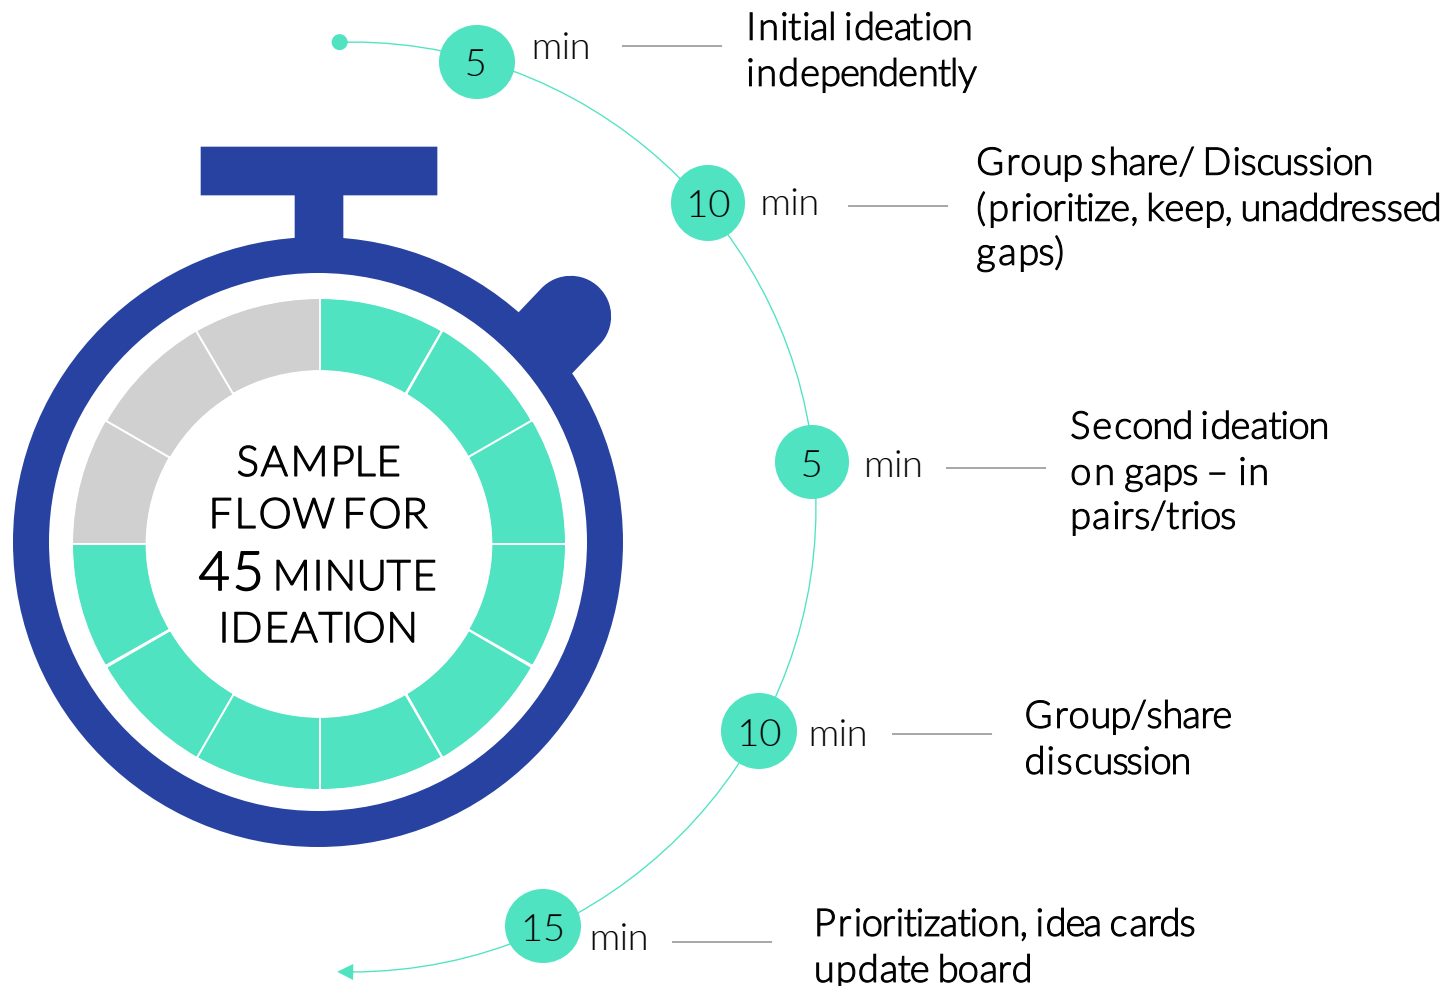 5 min
Initial ideation
independently
10 min
Group share/ Discussion
(prioritize, keep, unaddressed
gaps)
SAMPLE
FLOW FOR
45 MINUTE
IDEATION
5 min
Second ideation
on gaps – in
pairs/trios
10 min
Group/share
discussion
15 min
Prioritization, idea cards
update board